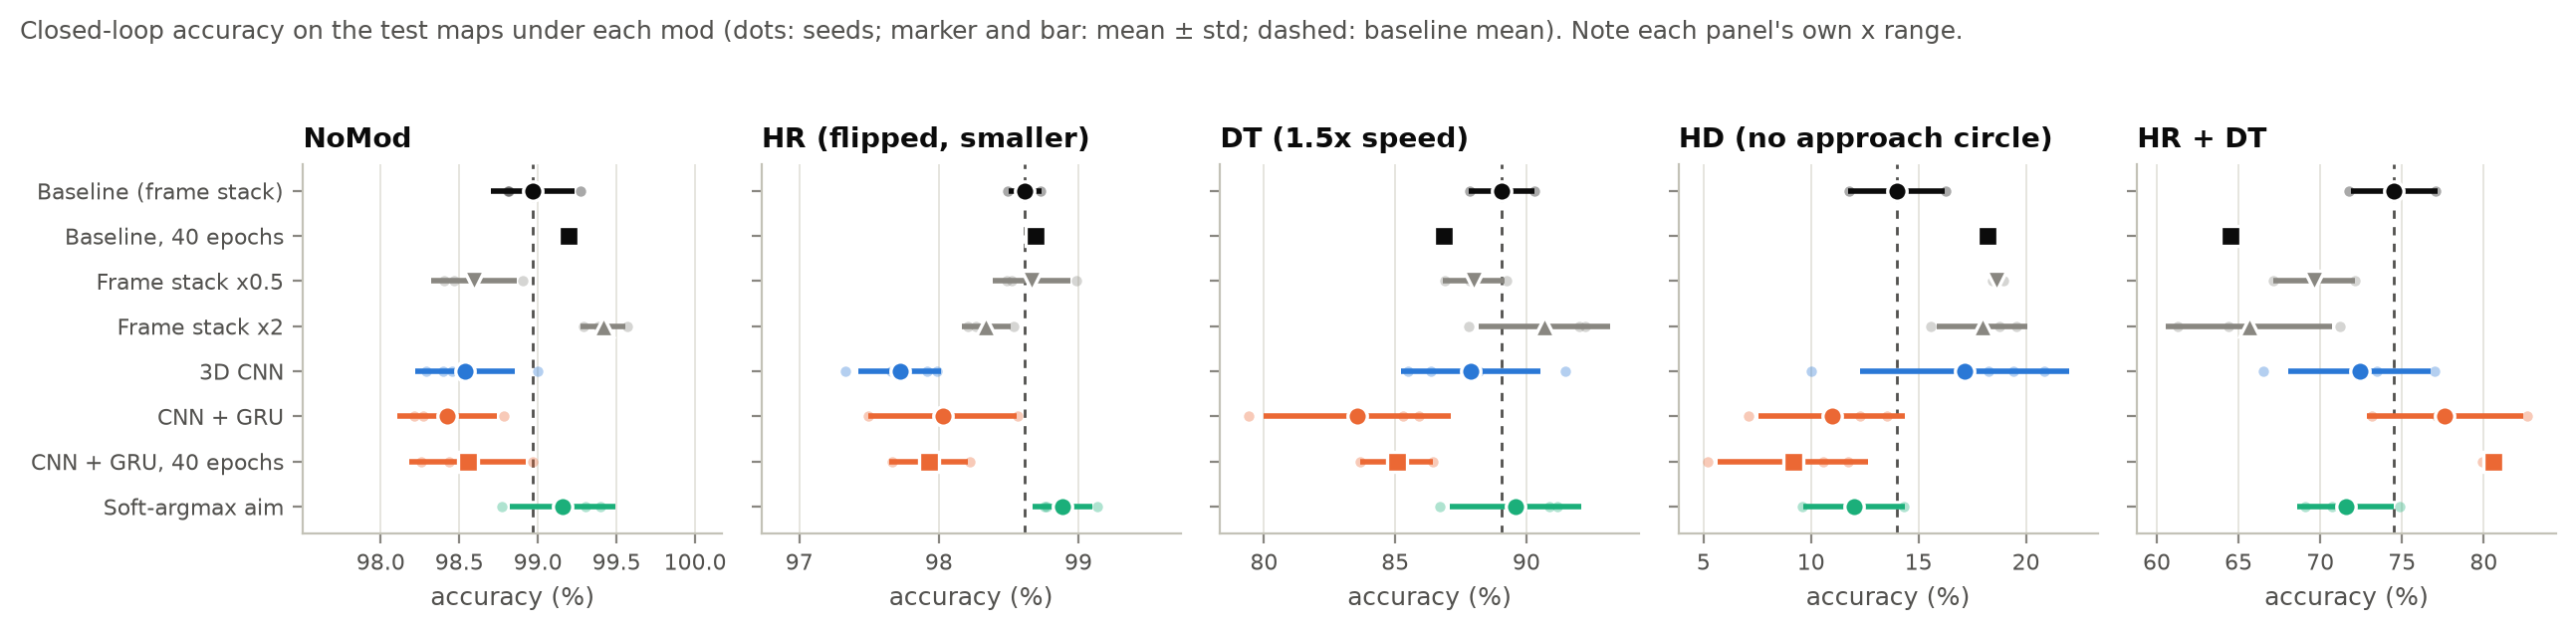 Closed-loop accuracy on the test maps under each mod (dots: seeds; marker and bar: mean ± std; dashed: baseline mean). Note each panel's own x range.
NoMod
HR (flipped, smaller)
DT (1.5x speed)
HD (no approach circle)
HR + DT
Baseline (frame stack)
Baseline, 40 epochs
Frame stack x0.5
Frame stack x2
3D CNN
CNN + GRU
CNN + GRU, 40 epochs
Soft-argmax aim
98.0 98.5 99.0 99.5 100.0
97 98 99
80 85 90
5 10 15 20
60 65 70 75 80
accuracy (%)
accuracy (%)
accuracy (%)
accuracy (%)
accuracy (%)